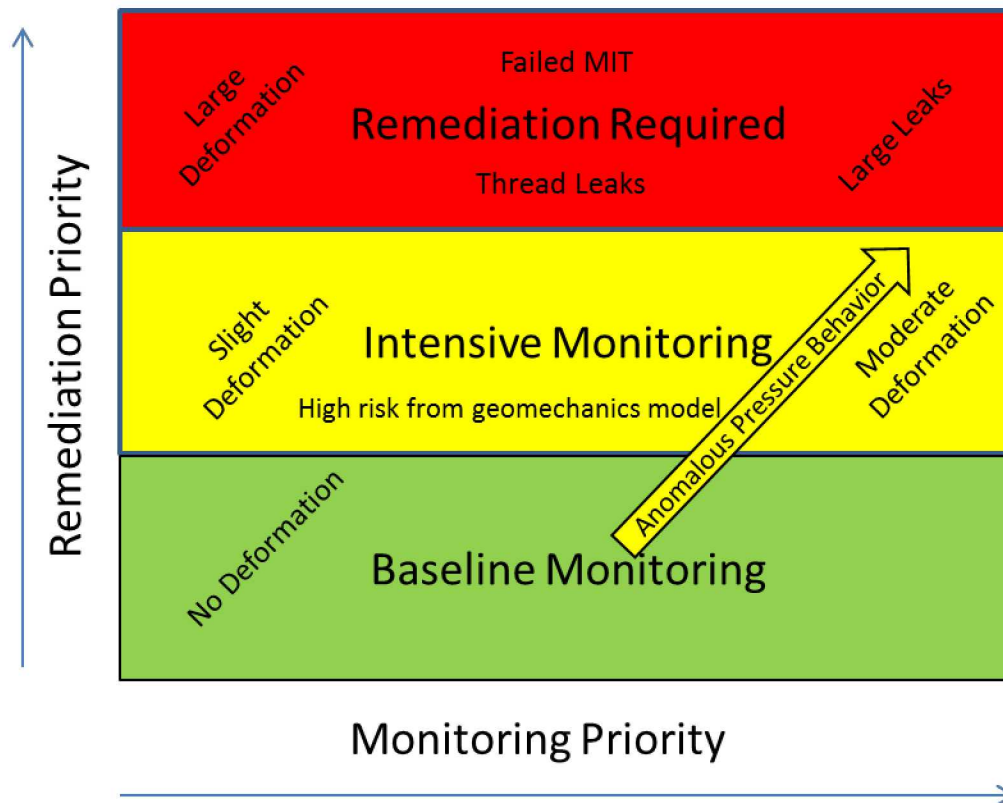 Remediation Priority
Large
Deformation
Failed MIT
Remediation Required
Thread Leaks
Large Leaks
Slight
Deformation
Intensive Monitoring
High risk from geomechanics model
Anomalous Pressure Behavior
Moderate
Deformation
No Deformation
Baseline Monitoring
Monitoring Priority